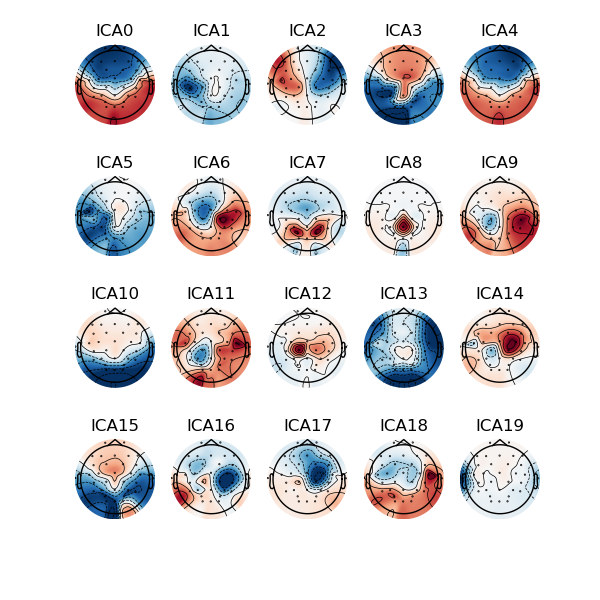 ICA0 ICA1 ICA2 ICA3 ICA4
ICA5 ICA6 ICA7 ICA8 ICA9
ICA10 ICA11 ICA12 ICA13 ICA14
ICA15 ICA16 ICA17 ICA18 ICA19